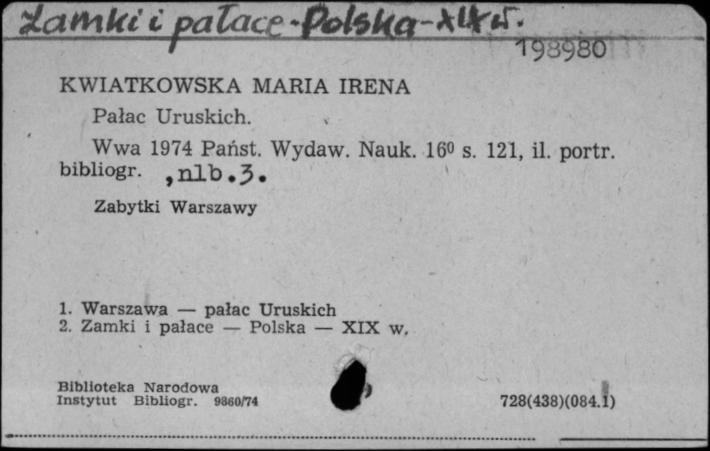 Zamki i pałace - Polska - XIX w.
198980
KWIATKOWSKA MARIA IRENA
Pałac Uruskich.
Wwa 1974 Państ. Wydaw. Nauk. 16⁰ s. 121, il. portr.
bibliogr. , nlb.3.
Zabytki Warszawy
1. Warszawa — pałac Uruskich
2. Zamki i pałace — Polska — XIX w.
Biblioteka Narodowa
Instytut Bibliogr. 9860/74 728(438)(084.1)